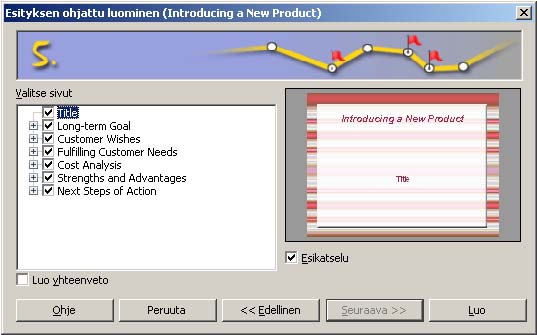 Esityksen ohjattu luominen (Introducing a New Product)
5.
Valitse sivut
Title
Long-term Goal
Customer Wishes
Fulfilling Customer Needs
Cost Analysis
Strengths and Advantages
Next Steps of Action
Introducing a New Product
Title
Esikatselu
Luo yhteenveto
Ohje
Peruuta
<< Edellinen
Seuraava >>
Luo